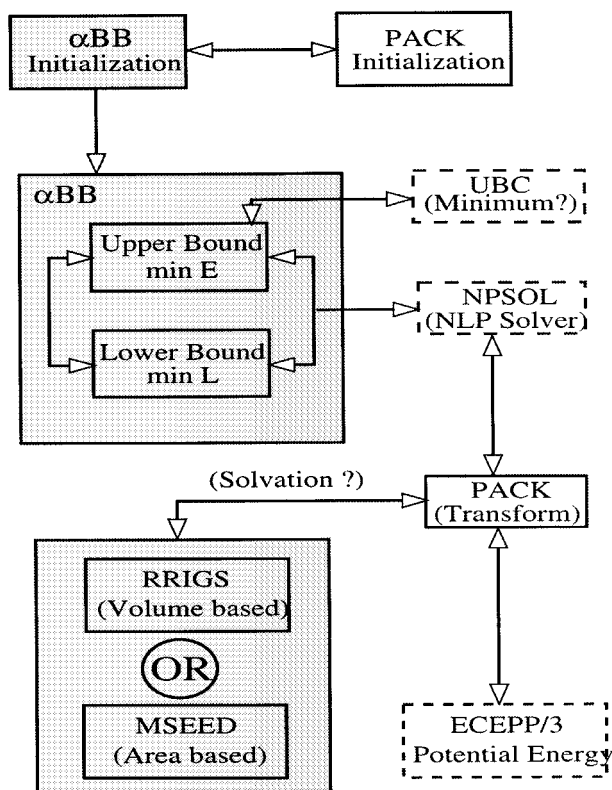 αBB
Initialization
PACK
Initialization
αBB
Upper Bound
min E
Lower Bound
min L
UBC
(Minimum?)
NPSOL
(NLP Solver)
(Solvation ?)
PACK
(Transform)
RRIGS
(Volume based)
OR
MSEED
(Area based)
ECEPP/3
Potential Energy